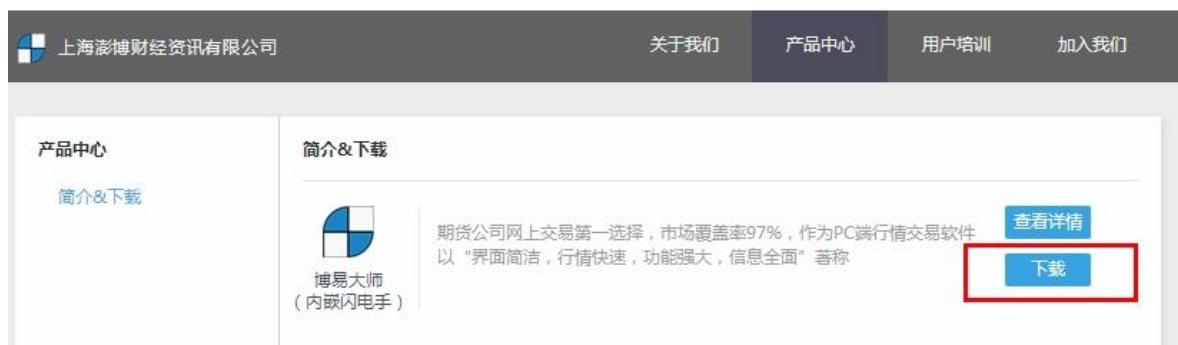 上海澎博财经资讯有限公司 关于我们 产品中心 用户培训 加入我们
产品中心
简介&下载
简介&下载
博易大师
（内嵌闪电手）
期货公司网上交易第一选择，市场覆盖率97%，作为PC端行情交易软件
以“界面简洁，行情快速，功能强大，信息全面”著称
查看详情
下载